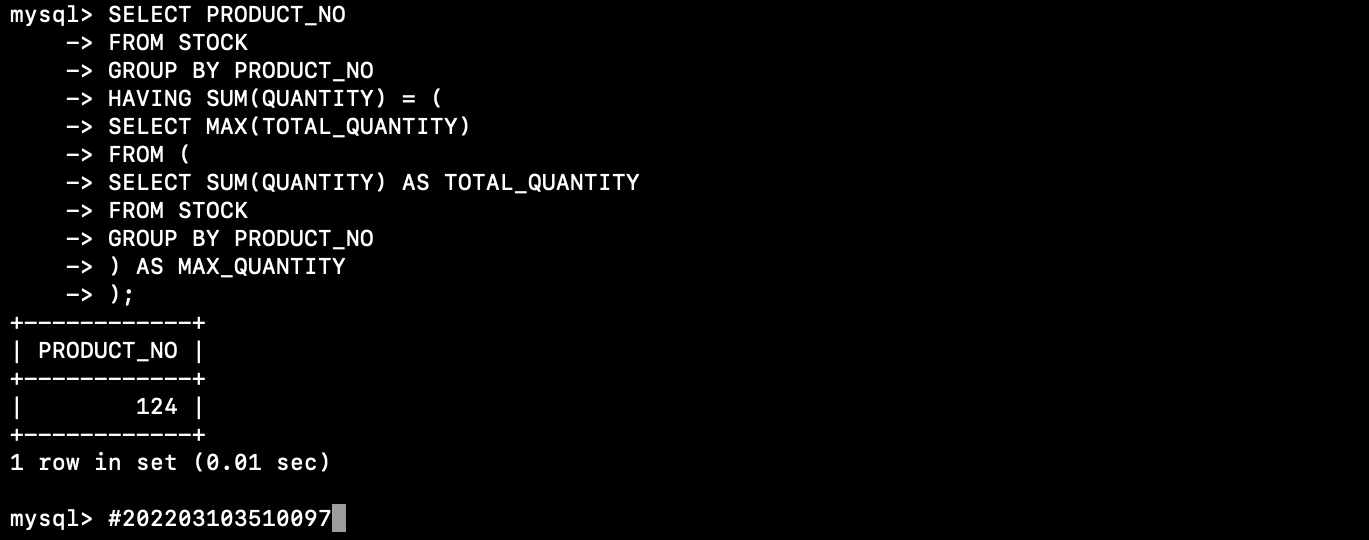 mysql> SELECT PRODUCT_NO
    -> FROM STOCK
    -> GROUP BY PRODUCT_NO
    -> HAVING SUM(QUANTITY) = (
    -> SELECT MAX(TOTAL_QUANTITY)
    -> FROM (
    -> SELECT SUM(QUANTITY) AS TOTAL_QUANTITY
    -> FROM STOCK
    -> GROUP BY PRODUCT_NO
    -> ) AS MAX_QUANTITY
    -> );
+------------+
| PRODUCT_NO |
+------------+
|        124 |
+------------+
1 row in set (0.01 sec)

mysql> #202203103510097